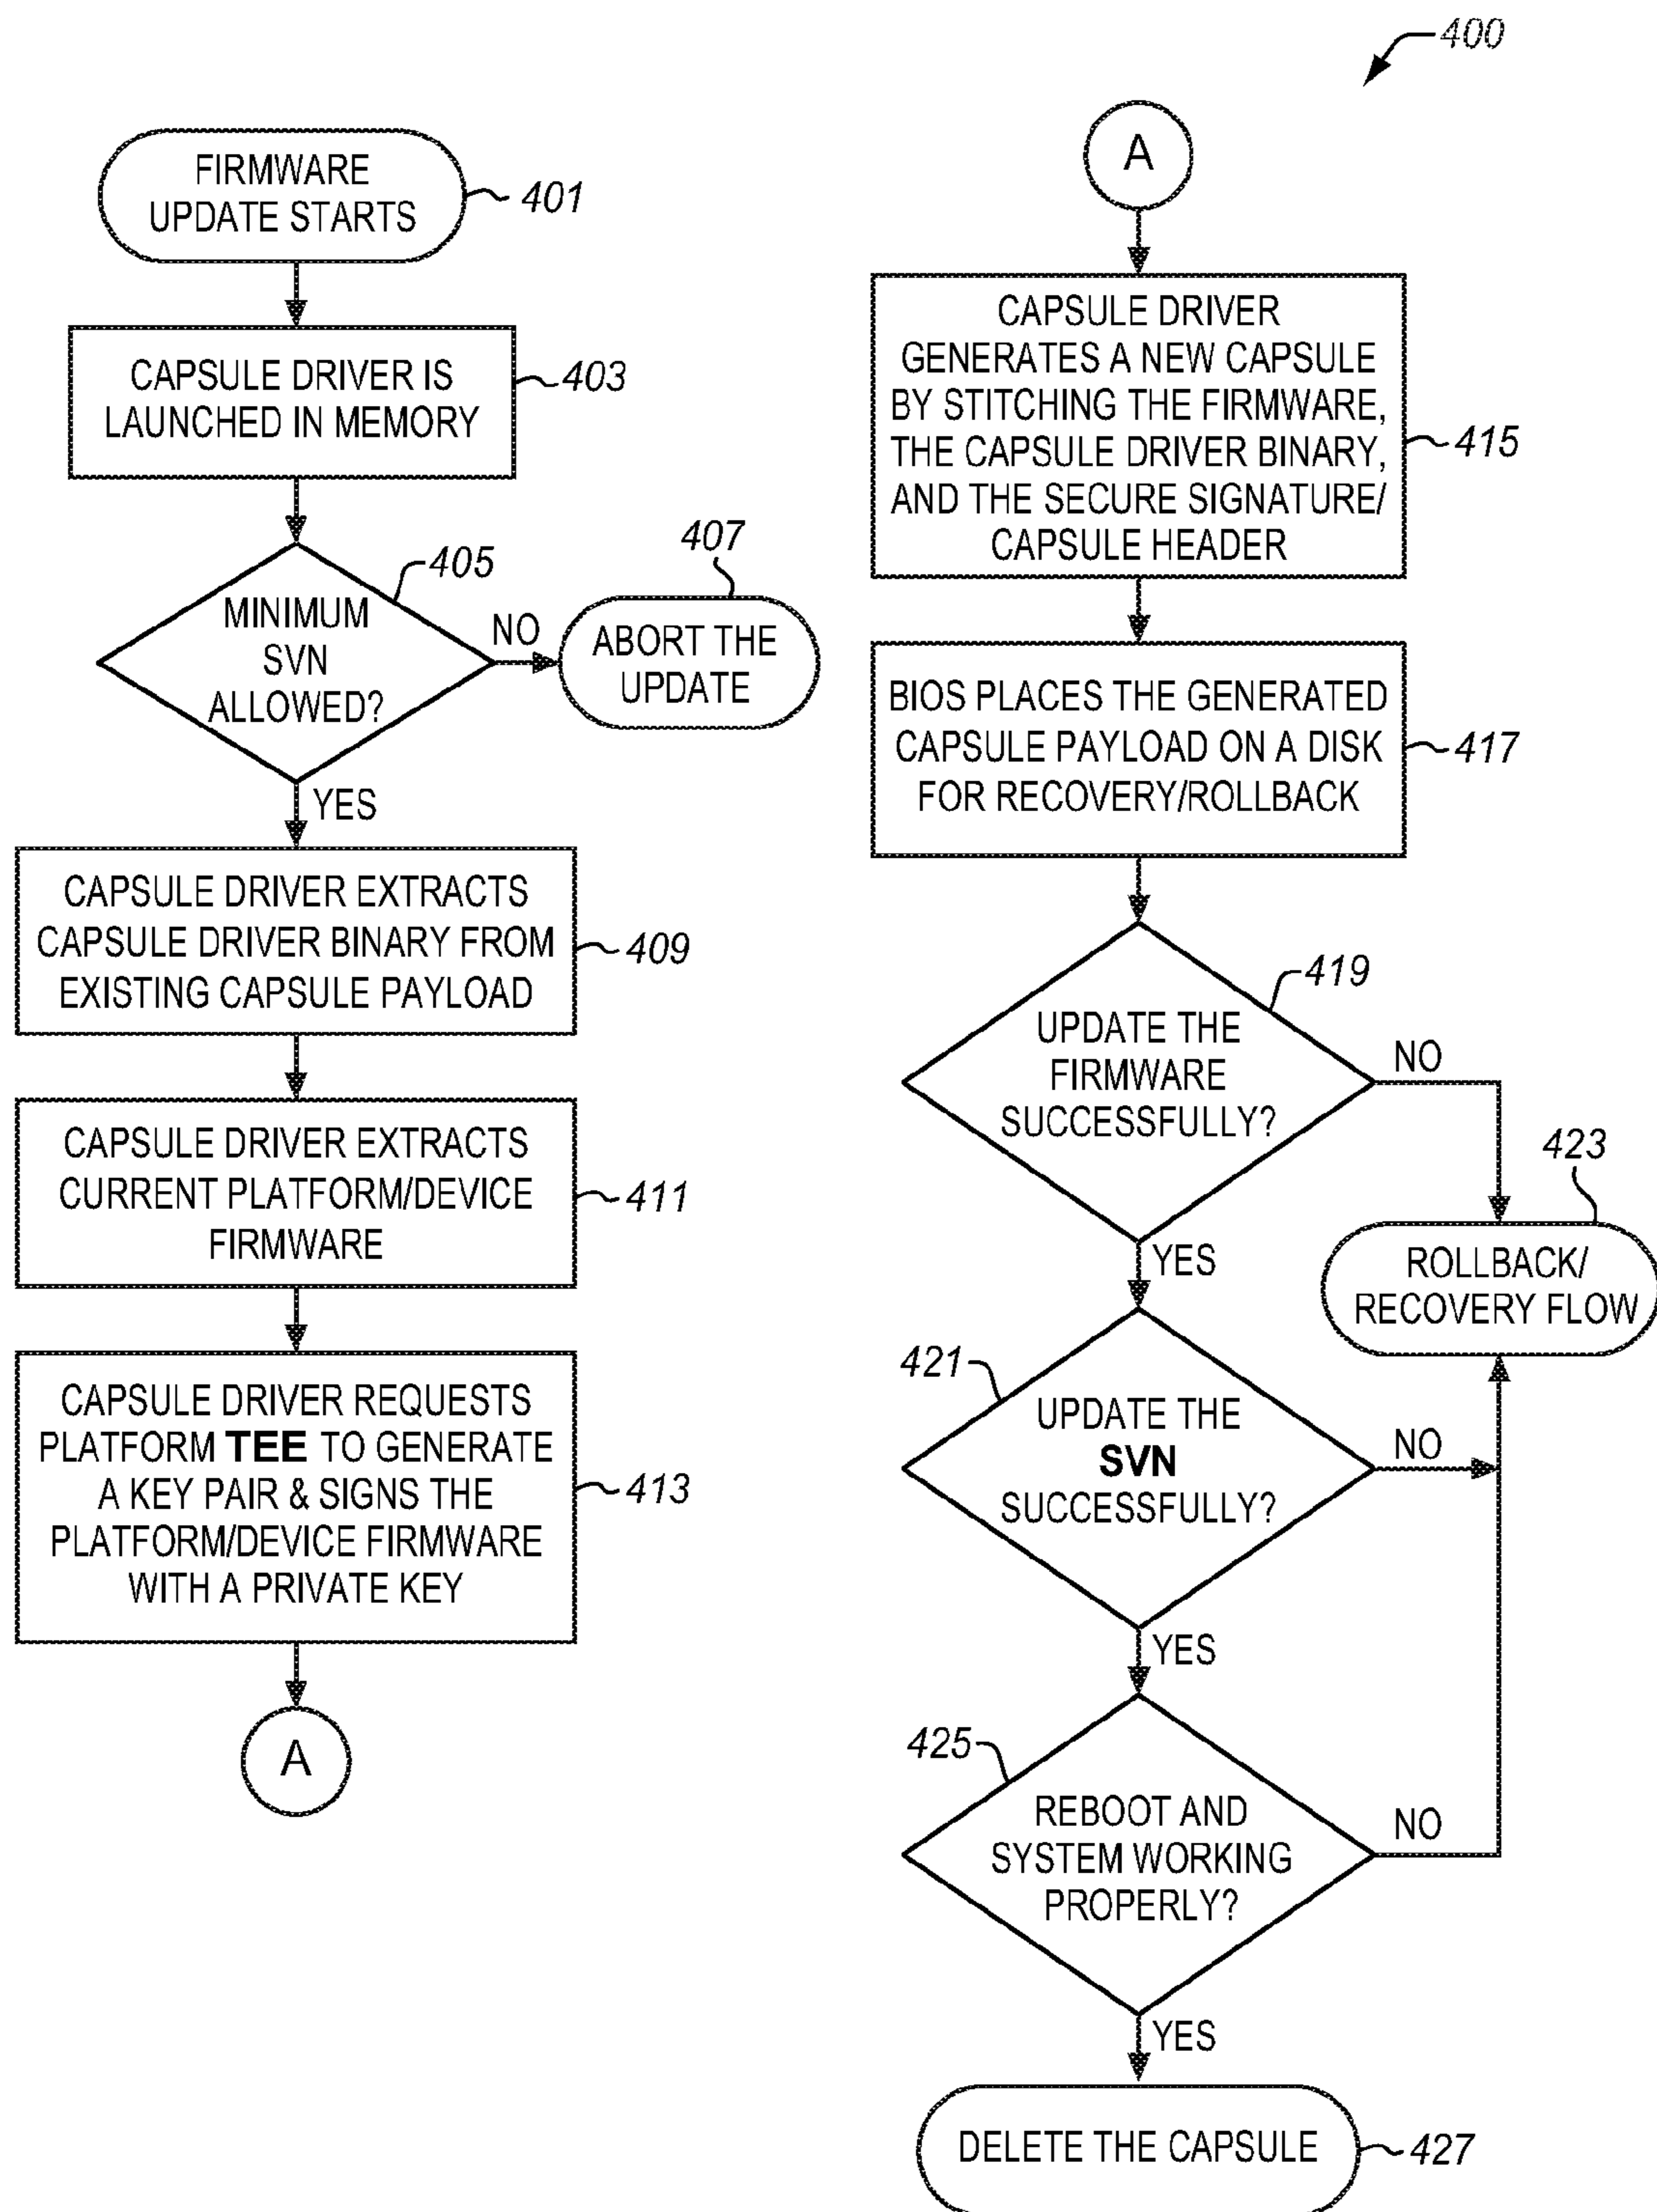 400
FIRMWARE
UPDATE STARTS
401
CAPSULE DRIVER IS
LAUNCHED IN MEMORY
403
MINIMUM
SVN
ALLOWED?
405
NO
407
ABORT THE
UPDATE
YES
CAPSULE DRIVER EXTRACTS
CAPSULE DRIVER BINARY FROM
EXISTING CAPSULE PAYLOAD
409
CAPSULE DRIVER EXTRACTS
CURRENT PLATFORM/DEVICE
FIRMWARE
411
CAPSULE DRIVER REQUESTS
PLATFORM TEE TO GENERATE
A KEY PAIR & SIGNS THE
PLATFORM/DEVICE FIRMWARE
WITH A PRIVATE KEY
413
A
A
CAPSULE DRIVER
GENERATES A NEW CAPSULE
BY STITCHING THE FIRMWARE,
THE CAPSULE DRIVER BINARY,
AND THE SECURE SIGNATURE/
CAPSULE HEADER
415
BIOS PLACES THE GENERATED
CAPSULE PAYLOAD ON A DISK
FOR RECOVERY/ROLLBACK
417
UPDATE THE
FIRMWARE
SUCCESSFULLY?
419
NO
423
ROLLBACK/
RECOVERY FLOW
YES
421
UPDATE THE
SVN
SUCCESSFULLY?
NO
YES
425
REBOOT AND
SYSTEM WORKING
PROPERLY?
NO
YES
DELETE THE CAPSULE
427